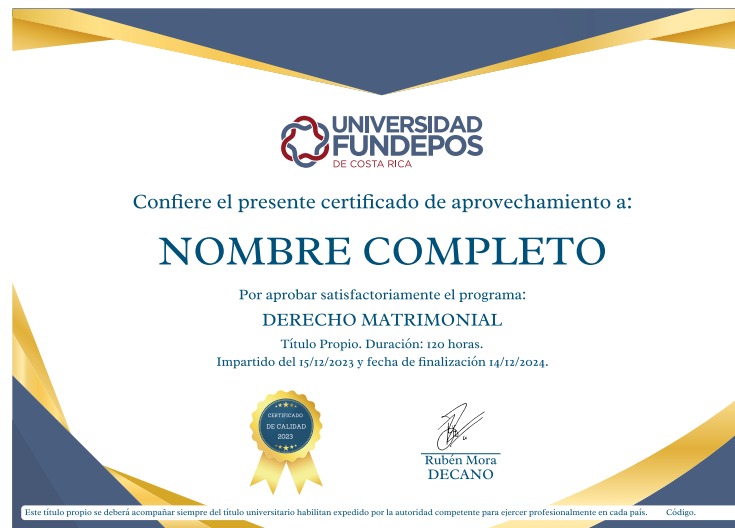 UNIVERSIDAD
FUNDEPOS
DE COSTA RICA
Confiere el presente certificado de aprovechamiento a:
NOMBRE COMPLETO
Por aprobar satisfactoriamente el programa:
DERECHO MATRIMONIAL
Título Propio. Duración: 120 horas.
Impartido del 15/12/2023 y fecha de finalización 14/12/2024.
CERTIFICADO
DE CALIDAD
2023
Rubén Mora
DECANO
Este título propio se deberá acompañar siempre del título universitario habilitan expedido por la autoridad competente para ejercer profesionalmente en cada país. Código.